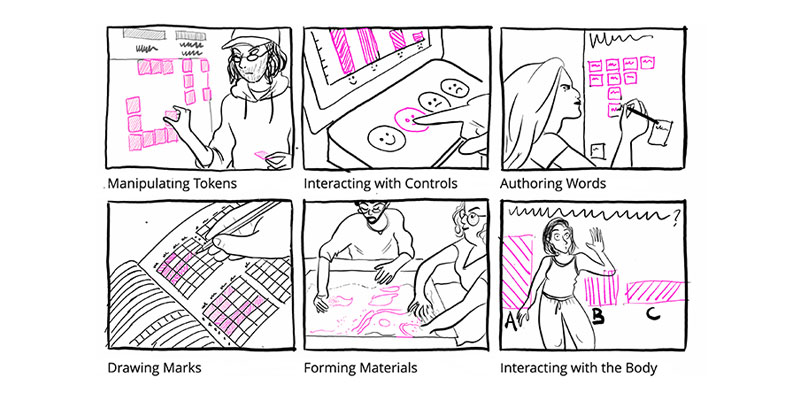 Manipulating Tokens
Interacting with Controls
Authoring Words
?
A B C
Drawing Marks
Forming Materials
Interacting with the Body